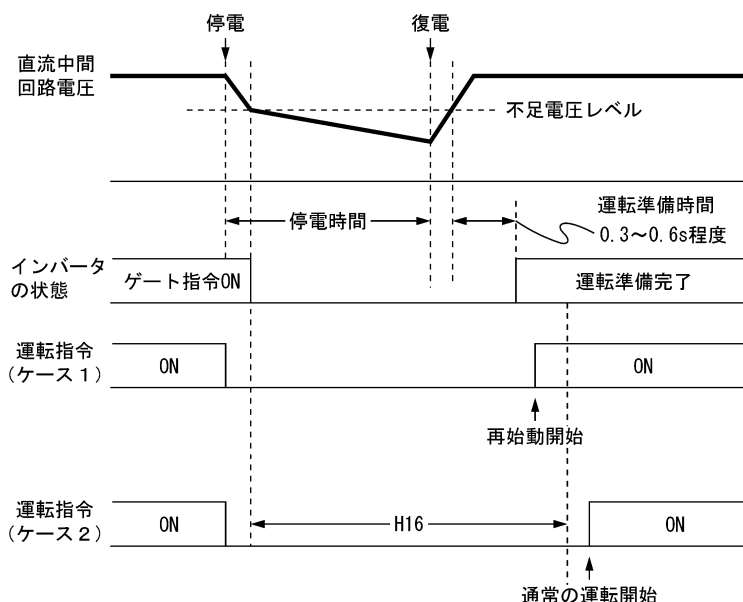 停電
復電
直流中間
回路電圧
不足電圧レベル
停電時間
運転準備時間
0.3～0.6s程度
インバータ
の状態
ゲート指令ON
運転準備完了
運転指令
(ケース1)
ON
ON
再始動開始
運転指令
(ケース2)
ON
H16
ON
通常の運転開始